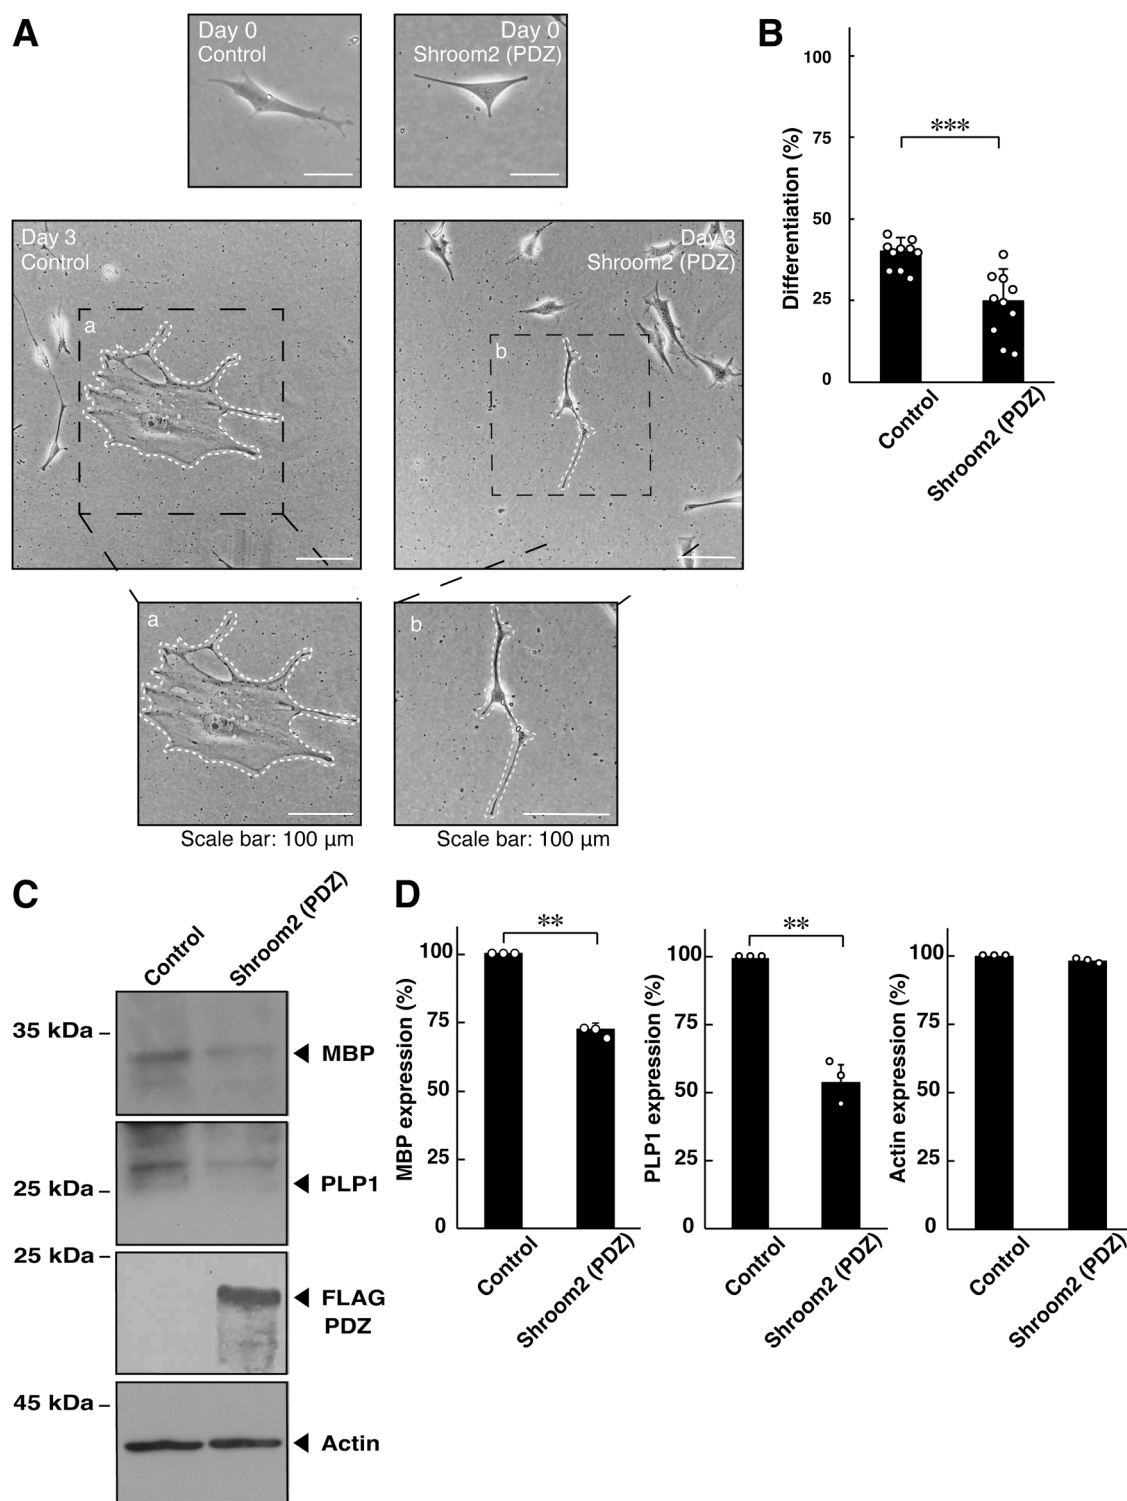 A
Day 0
Control
Day 0
Shroom2 (PDZ)
Day 3
Control
a
Day 3
Shroom2 (PDZ)
b
a
b
Scale bar: 100 μm
Scale bar: 100 μm
B
Differentiation (%)
100
75
50
25
0
***
Control
Shroom2 (PDZ)
C
Control
Shroom2 (PDZ)
35 kDa
MBP
25 kDa
PLP1
25 kDa
FLAG
PDZ
45 kDa
Actin
D
MBP expression (%)
100
75
50
25
0
**
Control
Shroom2 (PDZ)
PLP1 expression (%)
100
75
50
25
0
**
Control
Shroom2 (PDZ)
Actin expression (%)
100
75
50
25
0
Control
Shroom2 (PDZ)